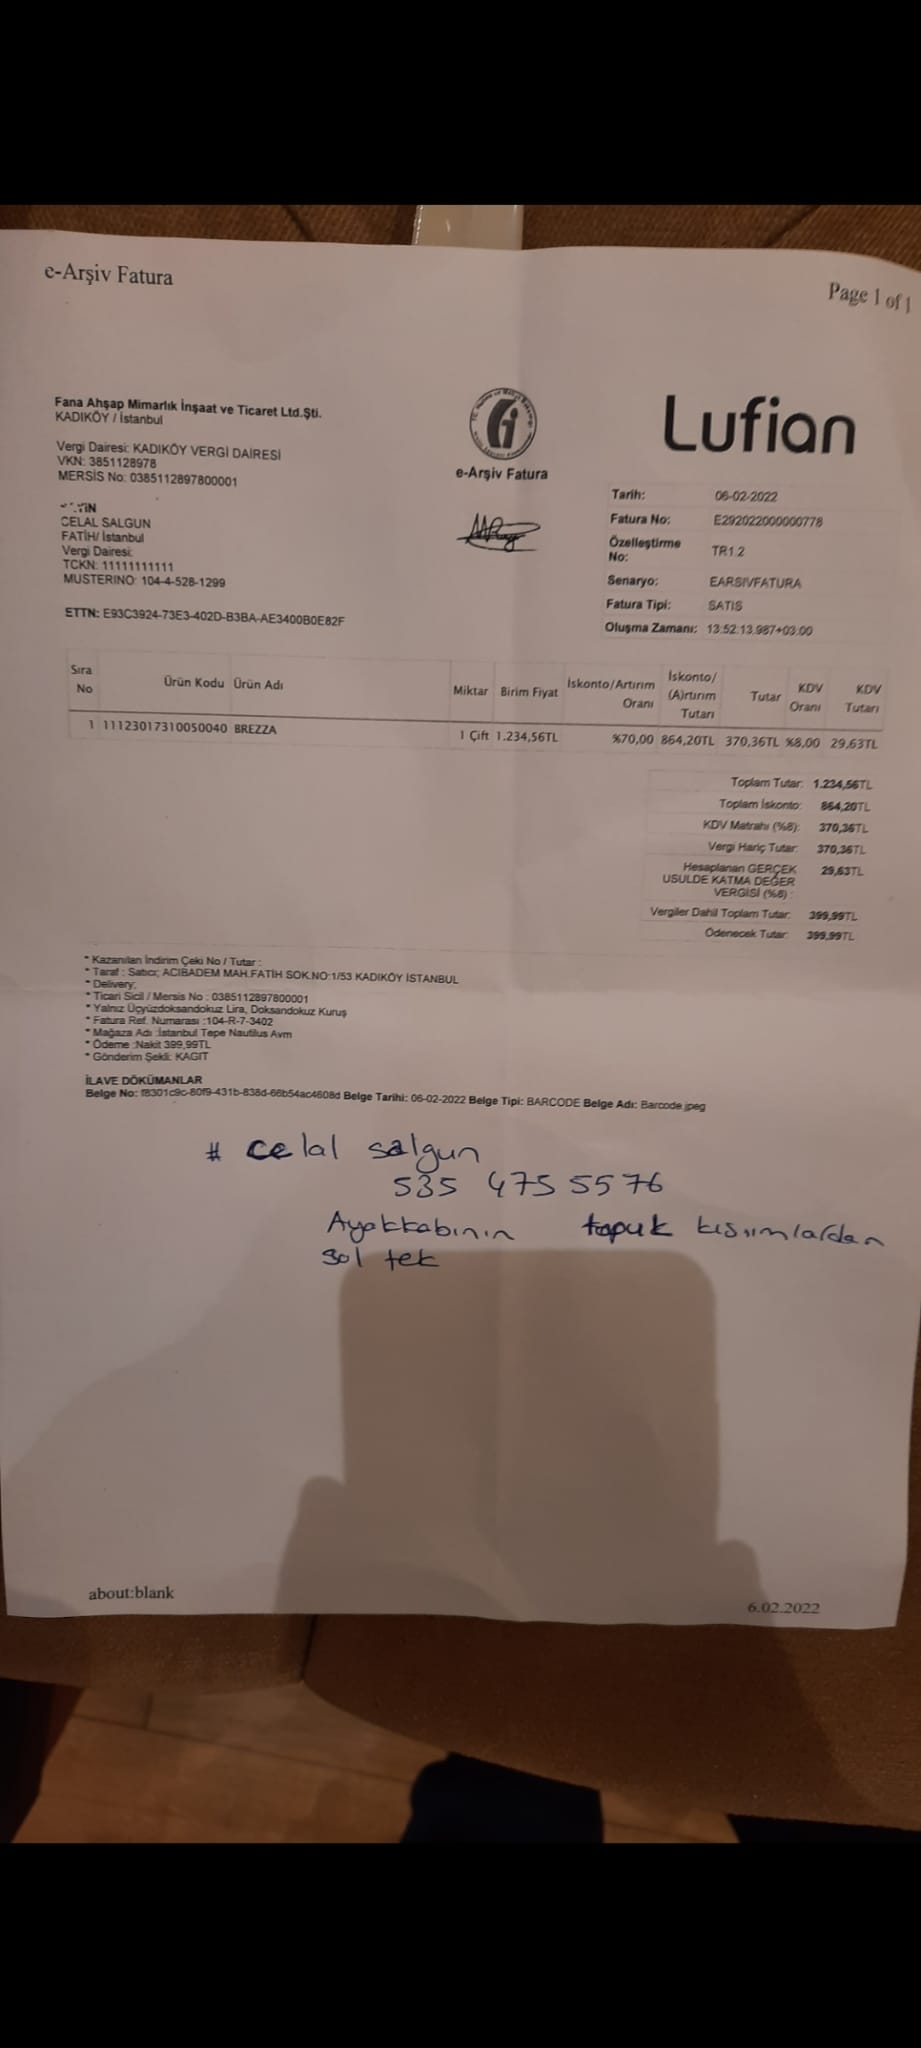 e-Arşiv Fatura
Page 1 of 1
Fana Ahşap Mimarlık İnşaat ve Ticaret Ltd.Şti.
KADIKÖY / İstanbul
Vergi Dairesi: KADIKÖY VERGİ DAİRESİ
VKN: 3851128978
MERSİS No: 0385112897800001
CELAL SALGUN
FATİH/ İstanbul
Vergi Dairesi:
TCKN: 11111111111
MUSTERINO: 104-4-528-1299
ETTN: E93C3924-73E3-402D-B3BA-AE3400B0E82F
e-Arşiv Fatura
Lufian
Tarih: 06-02-2022
Fatura No: E292022000000778
Özelleştirme No: TR1.2
Senaryo: EARSIVFATURA
Fatura Tipi: SATIS
Oluşma Zamanı: 13:52:13.987+03:00
Sıra No Ürün Kodu Ürün Adı Miktar Birim Fiyat İskonto/Artırım Oranı İskonto/(A)rtırım Tutarı Tutar KDV Oranı KDV Tutarı
1 11123017310050040 BREZZA 1 Çift 1.234,56TL %70,00 864,20TL 370,36TL %8,00 29,63TL
Toplam Tutar: 1.234,56TL
Toplam İskonto: 864,20TL
KDV Matrahı (%8): 370,36TL
Vergi Hariç Tutar: 370,36TL
Hesaplanan GERÇEK 29,63TL
USULDE KATMA DEĞER
VERGİSİ (%8) :
Vergiler Dahil Toplam Tutar: 399,99TL
Ödenecek Tutar: 399,99TL
* Kazanılan İndirim Çeki No / Tutar :
* Taraf : Satıcı; ACIBADEM MAH.FATİH SOK.NO:1/53 KADIKÖY İSTANBUL
* Delivery;
* Ticari Sicil / Mersis No : 0385112897800001
* Yalnız Üçyüzdoksandokuz Lira, Doksandokuz Kuruş
* Fatura Ref. Numarası :104-R-7-3402
* Mağaza Adı :İstanbul Tepe Nautilus Avm
* Ödeme :Nakit 399,99TL
* Gönderim Şekli: KAGIT
İLAVE DÖKÜMANLAR
Belge No: f8301c9c-80f9-431b-838d-66b54ac4608d Belge Tarihi: 06-02-2022 Belge Tipi: BARCODE Belge Adı: Barcode.jpeg
# celal salgun
535 475 5576
Ayakkabının topuk kısımlardan
sol tek
about:blank
6.02.2022